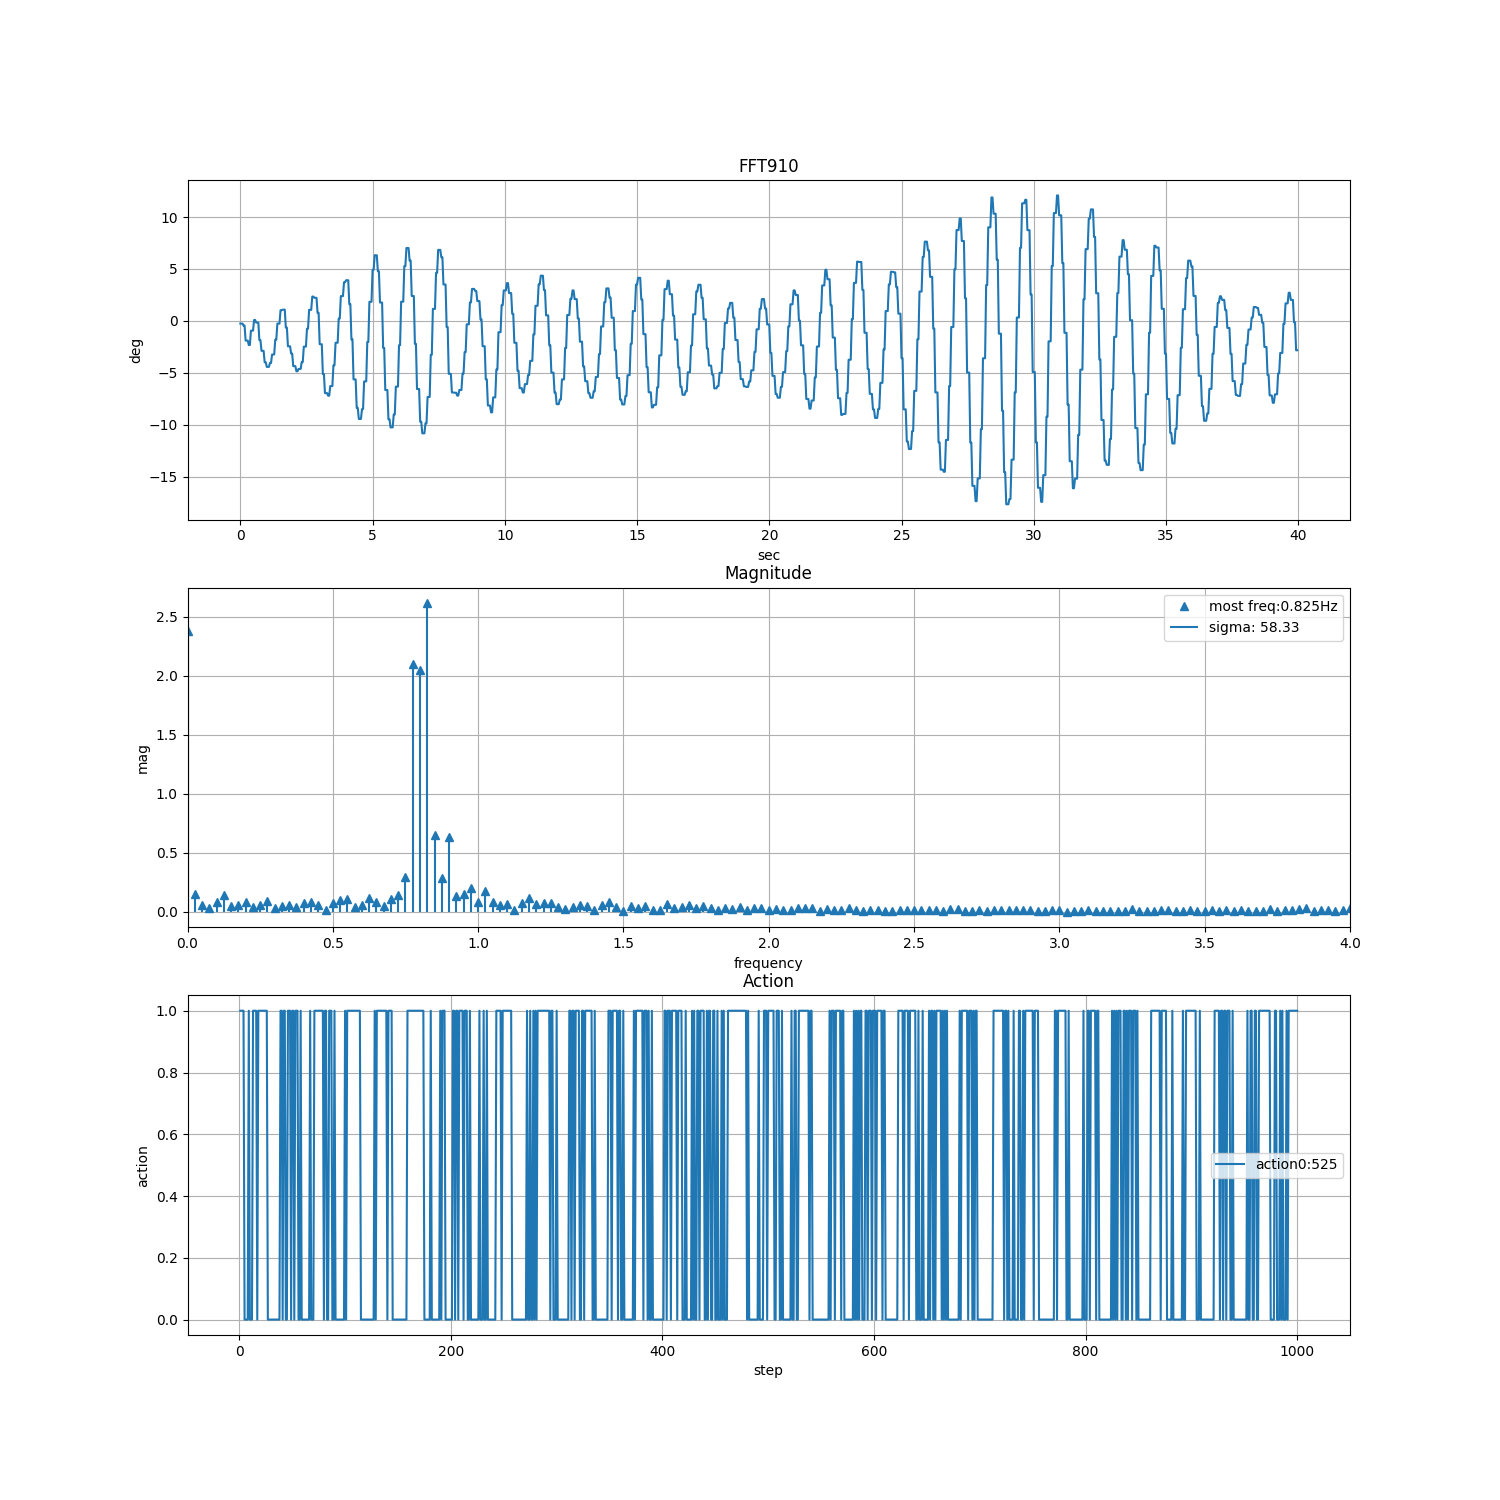 FFT910
10
5
0
−5
−10
−15
deg
0 5 10 15 20 25 30 35 40
sec
Magnitude
2.5
2.0
1.5
1.0
0.5
0.0
mag
most freq:0.825Hz
sigma: 58.33
0.0 0.5 1.0 1.5 2.0 2.5 3.0 3.5 4.0
frequency
Action
1.0
0.8
0.6
0.4
0.2
0.0
action
action0:525
0 200 400 600 800 1000
step